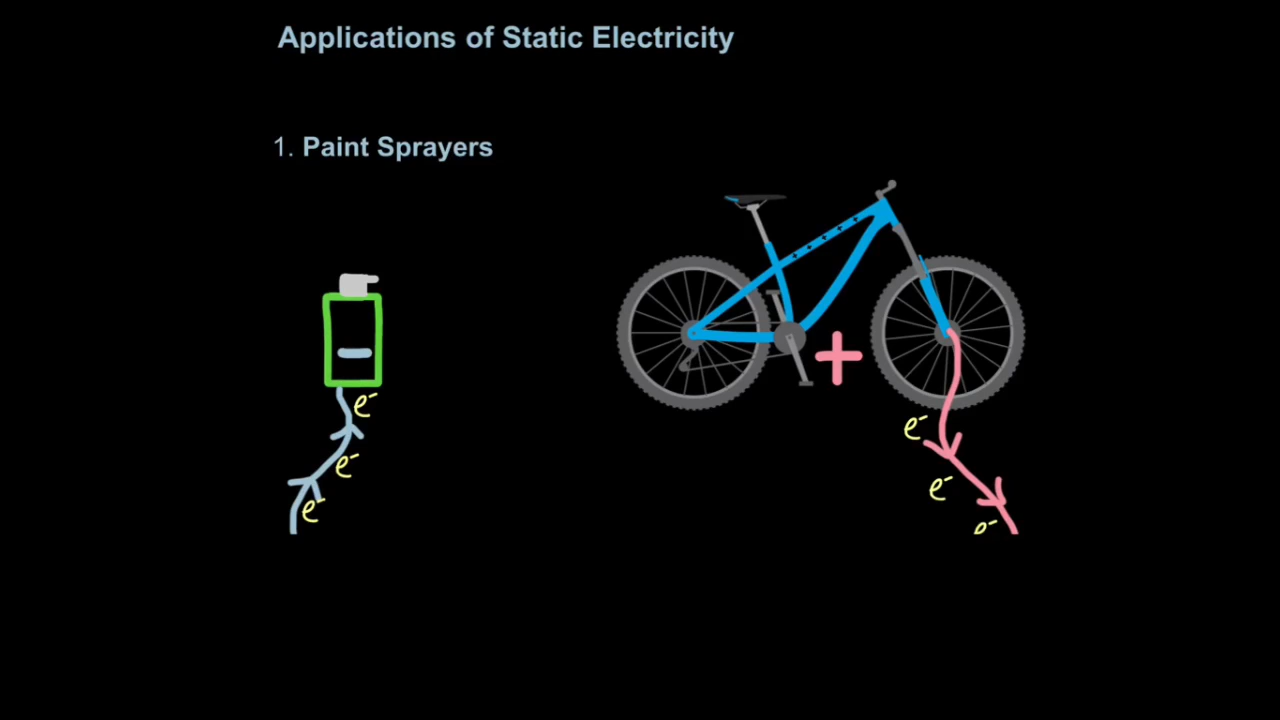 Applications of Static Electricity
1. Paint Sprayers
−
+
e⁻
e⁻
e⁻
e⁻
e⁻
e⁻